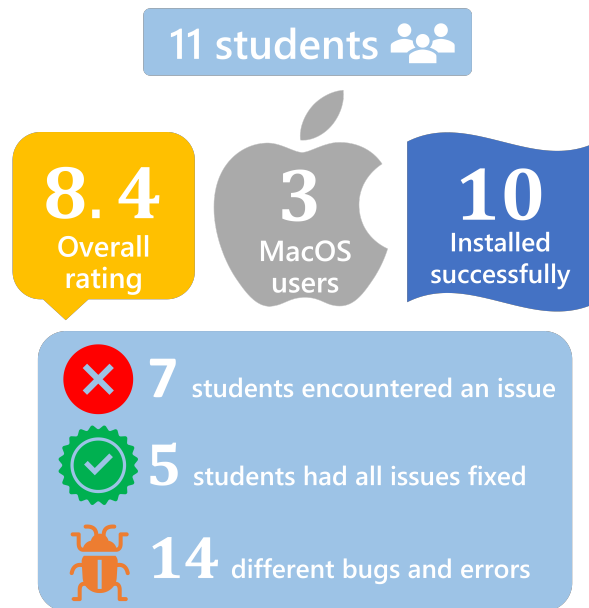 11 students
8.4
Overall
rating
3
MacOS
users
10
Installed
successfully
7 students encountered an issue
5 students had all issues fixed
14 different bugs and errors